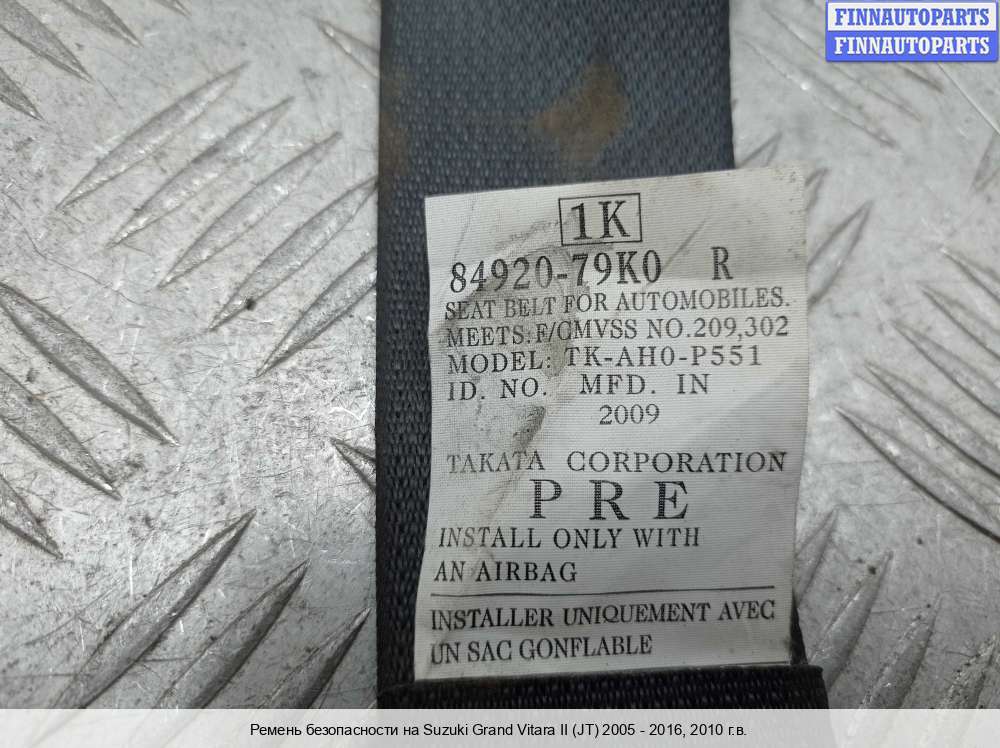 FINNAUTOPARTS
FINNAUTOPARTS
1K
84920-79K0 R
SEAT BELT FOR AUTOMOBILES.
MEETS:F/CMVSS NO.209,302
MODEL: TK-AH0-P551
ID. NO. MFD. IN
2009
TAKATA CORPORATION
P R E
INSTALL ONLY WITH
AN AIRBAG
INSTALLER UNIQUEMENT AVEC
UN SAC GONFLABLE
Ремень безопасности на Suzuki Grand Vitara II (JT) 2005 - 2016, 2010 г.в.